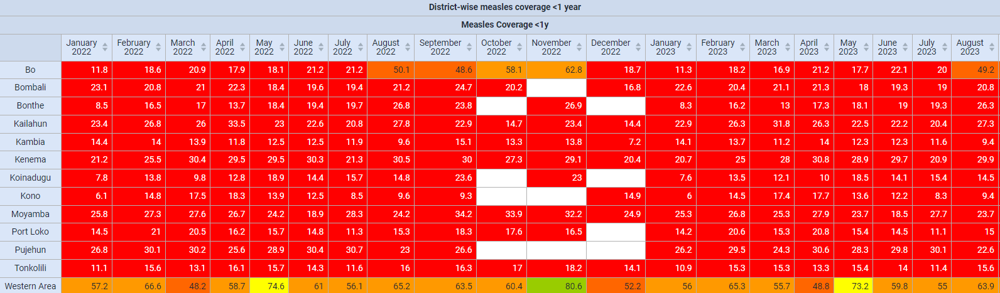 District-wise measles coverage <1 year
Measles Coverage <1y
January 2022 February 2022 March 2022 April 2022 May 2022 June 2022 July 2022 August 2022 September 2022 October 2022 November 2022 December 2022 January 2023 February 2023 March 2023 April 2023 May 2023 June 2023 July 2023 August 2023
Bo 11.8 18.6 20.9 17.9 18.1 21.2 21.2 50.1 48.6 58.1 62.8 18.7 11.3 18.2 16.9 21.2 17.7 22.1 20 49.2
Bombali 23.1 20.8 21 22.3 18.4 19.6 19.4 21.2 24.7 20.2 16.8 22.6 20.4 21.1 21.3 18 19.3 19 20.8
Bonthe 8.5 16.5 17 13.7 18.4 19.4 19.7 26.8 23.8 26.9 8.3 16.2 13 17.3 18.1 19 19.3 26.3
Kailahun 23.4 26.8 26 33.5 23 22.6 20.8 27.8 22.9 14.7 23.4 14.4 22.9 26.3 31.8 26.3 22.5 22.2 20.4 27.3
Kambia 14.4 14 13.9 11.8 12.5 12.5 11.9 9.6 15.1 13.3 13.8 7.2 14.1 13.7 11.2 14 12.3 12.3 11.6 9.4
Kenema 21.2 25.5 30.4 29.5 29.5 30.3 21.3 30.5 30 27.3 29.1 20.4 20.7 25 28 30.8 28.9 29.7 20.9 29.9
Koinadugu 7.8 13.8 9.8 12.8 18.9 14.4 15.7 14.8 23.6 23 7.6 13.5 12.1 10 18.5 14.1 15.4 14.5
Kono 6.1 14.8 17.5 18.3 13.9 12.5 8.5 9.6 9.3 14.9 6 14.5 17.4 17.7 13.6 12.2 8.3 9.4
Moyamba 25.8 27.3 27.6 26.7 24.2 18.9 28.3 24.2 34.2 33.9 32.2 24.9 25.3 26.8 25.3 27.9 23.7 18.5 27.7 23.7
Port Loko 14.5 21 20.5 16.2 15.7 14.8 11.3 15.3 18.3 17.6 16.5 14.2 20.6 15.3 20.8 15.4 14.5 11.1 15
Pujehun 26.8 30.1 30.2 25.6 28.9 30.4 30.7 23 26.6 26.2 29.5 24.3 30.6 28.3 29.8 30.1 22.6
Tonkolili 11.1 15.6 13.1 16.1 15.7 14.3 11.6 16 16.3 17 18.2 14.1 10.9 15.3 15.3 13.3 15.4 14 11.4 15.6
Western Area 57.2 66.6 48.2 58.7 74.6 61 56.1 65.2 63.5 60.4 80.6 52.2 56 65.3 55.7 48.8 73.2 59.8 55 63.9